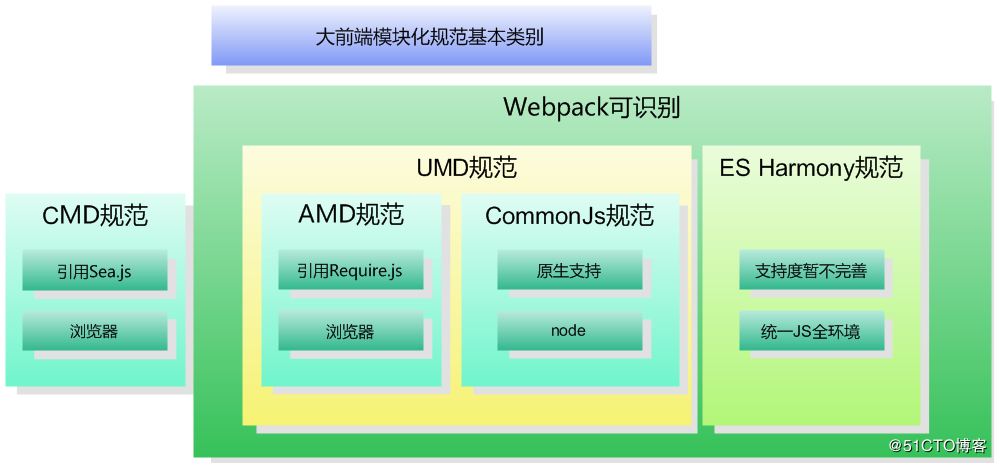 大前端模块化规范基本类别
Webpack可识别
UMD规范
ES Harmony规范
CMD规范
AMD规范
CommonJs规范
引用Sea.js
引用Require.js
原生支持
支持度暂不完善
浏览器
浏览器
node
统一JS全环境
@51CTO博客